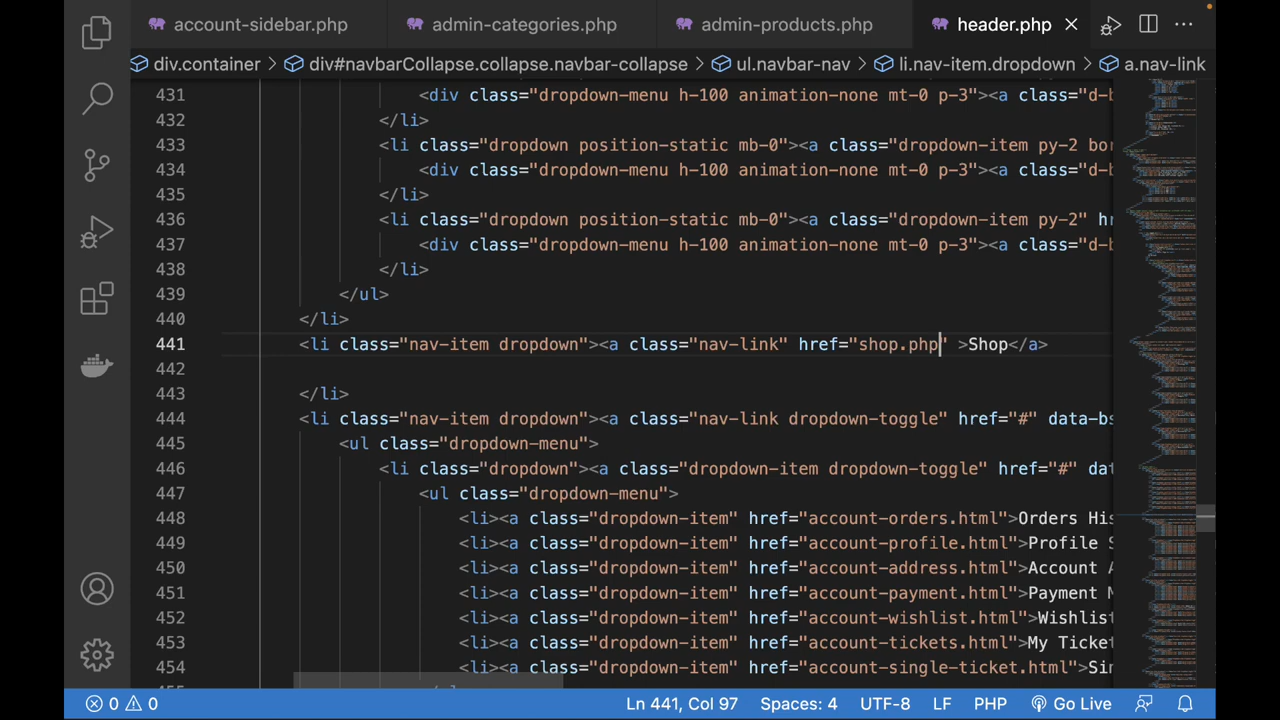 account-sidebar.php admin-categories.php admin-products.php header.php
div.container > div#navbarCollapse.collapse.navbar-collapse > ul.navbar-nav > li.nav-item.dropdown > a.nav-link
431 <div class="dropdown-menu h-100 animation-none mt-0 p-3"><a class="d-b
432 </li>
433 <li class="dropdown position-static mb-0"><a class="dropdown-item py-2 bor
434 <div class="dropdown-menu h-100 animation-none mt-0 p-3"><a class="d-b
435 </li>
436 <li class="dropdown position-static mb-0"><a class="dropdown-item py-2" h
437 <div class="dropdown-menu h-100 animation-none mt-0 p-3"><a class="d-b
438 </li>
439 </ul>
440 </li>
441 <li class="nav-item dropdown"><a class="nav-link" href="shop.php" >Shop</a>
442
443 </li>
444 <li class="nav-item dropdown"><a class="nav-link dropdown-toggle" href="#" data-bs
445 <ul class="dropdown-menu">
446 <li class="dropdown"><a class="dropdown-item dropdown-toggle" href="#" dat
447 <ul class="dropdown-menu">
448 <li><a class="dropdown-item" href="account-orders.html">Orders His
449 <li><a class="dropdown-item" href="account-profile.html">Profile S
450 <li><a class="dropdown-item" href="account-address.html">Account A
451 <li><a class="dropdown-item" href="account-payment.html">Payment M
452 <li><a class="dropdown-item" href="account-wishlist.html">Wishlist
453 <li><a class="dropdown-item" href="account-tickets.html">My Ticket
454 <li><a class="dropdown-item" href="account-single-ticket.html">Sin
0 0 Ln 441, Col 97 Spaces: 4 UTF-8 LF PHP Go Live